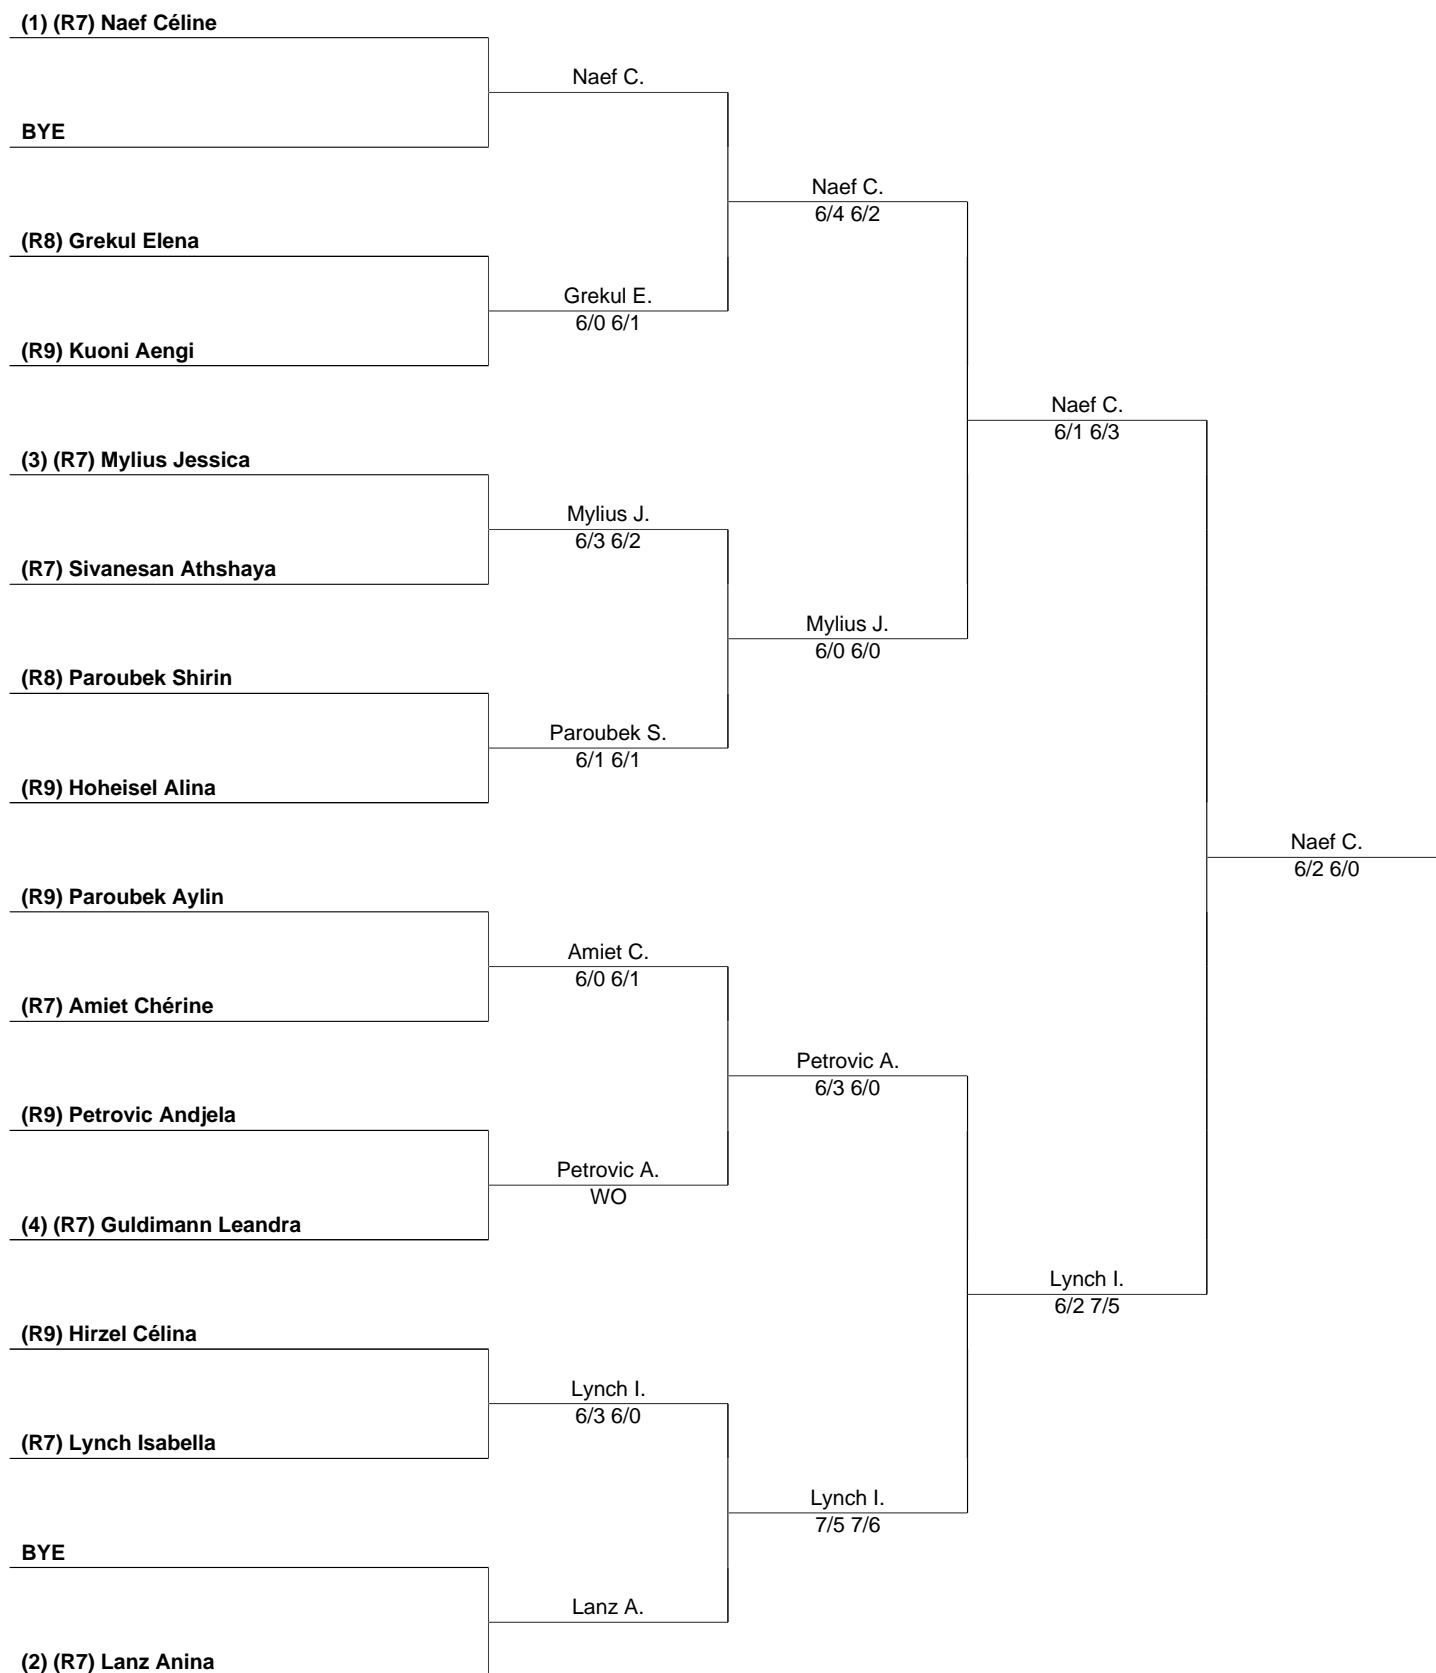 (1) (R7) Naef Céline
Naef C.
BYE
Naef C.
6/4 6/2
(R8) Grekul Elena
Grekul E.
6/0 6/1
(R9) Kuoni Aengi
Naef C.
6/1 6/3
(3) (R7) Mylius Jessica
Mylius J.
6/3 6/2
(R7) Sivanesan Athshaya
Mylius J.
6/0 6/0
(R8) Paroubek Shirin
Paroubek S.
6/1 6/1
(R9) Hoheisel Alina
Naef C.
6/2 6/0
(R9) Paroubek Aylin
Amiet C.
6/0 6/1
(R7) Amiet Chérine
Petrovic A.
6/3 6/0
(R9) Petrovic Andjela
Petrovic A.
WO
(4) (R7) Guldimann Leandra
Lynch I.
6/2 7/5
(R9) Hirzel Célina
Lynch I.
6/3 6/0
(R7) Lynch Isabella
Lynch I.
7/5 7/6
BYE
Lanz A.
(2) (R7) Lanz Anina